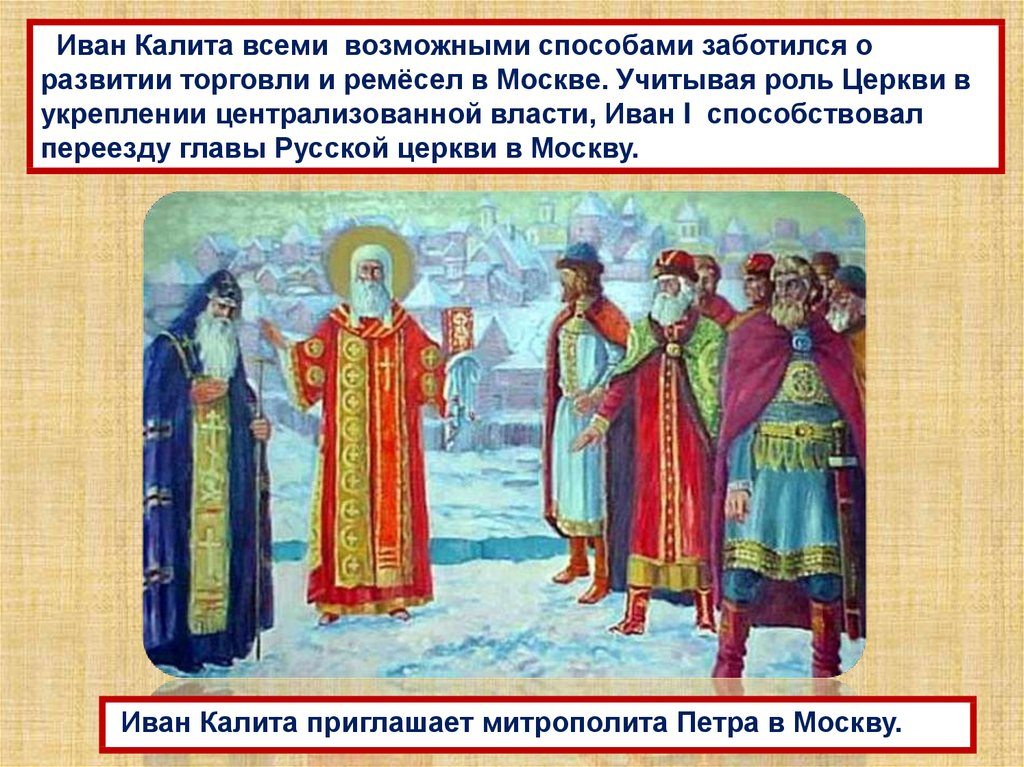 Иван Калита всеми возможными способами заботился о
развитии торговли и ремёсел в Москве. Учитывая роль Церкви в
укреплении централизованной власти, Иван I способствовал
переезду главы Русской церкви в Москву.
Иван Калита приглашает митрополита Петра в Москву.